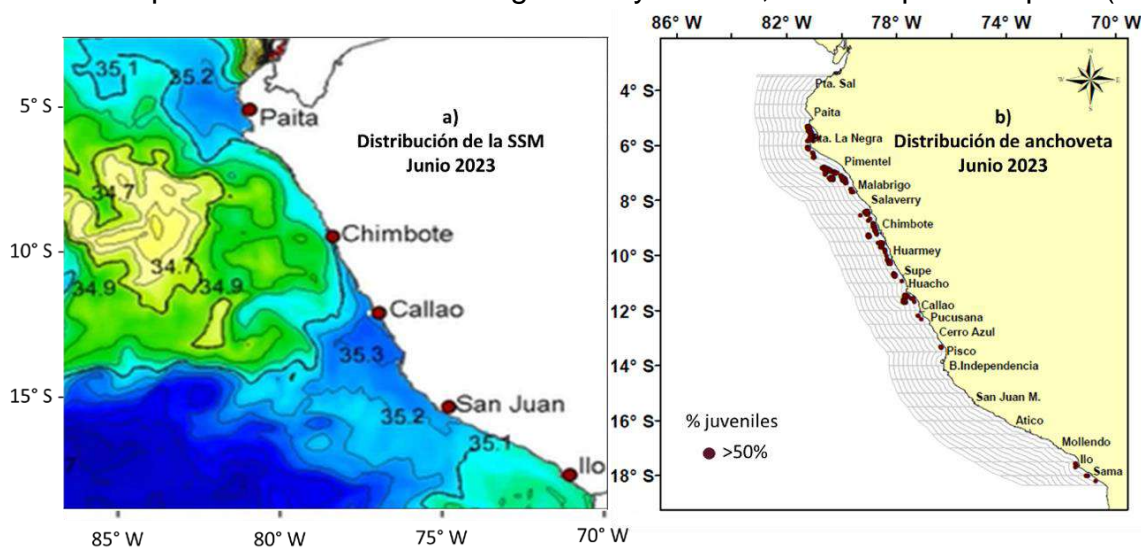 35.1
35.2
5° S
Paita
a)
Distribución de la SSM
Junio 2023
34.7
Chimbote
10° S
34.7
34.9
34.9
Callao
35.3
15° S
San Juan
35.2
35.1
Ilo
85° W 80° W 75° W 70° W
86° W 82° W 78° W 74° W 70° W
N
4° S
6° S
8° S
10° S
12° S
14° S
16° S
18° S
b)
Distribución de anchoveta
Junio 2023
Pta. Sal
Paita
La Negra
Pimentel
Malabrigo
Salaverry
Chimbote
Huarmey
Supe
Huacho
Callao
Pucusana
Cerro Azul
Pisco
B.Independencia
San Juan M.
Atico
Mollendo
Ilo
Sama
% juveniles
>50%